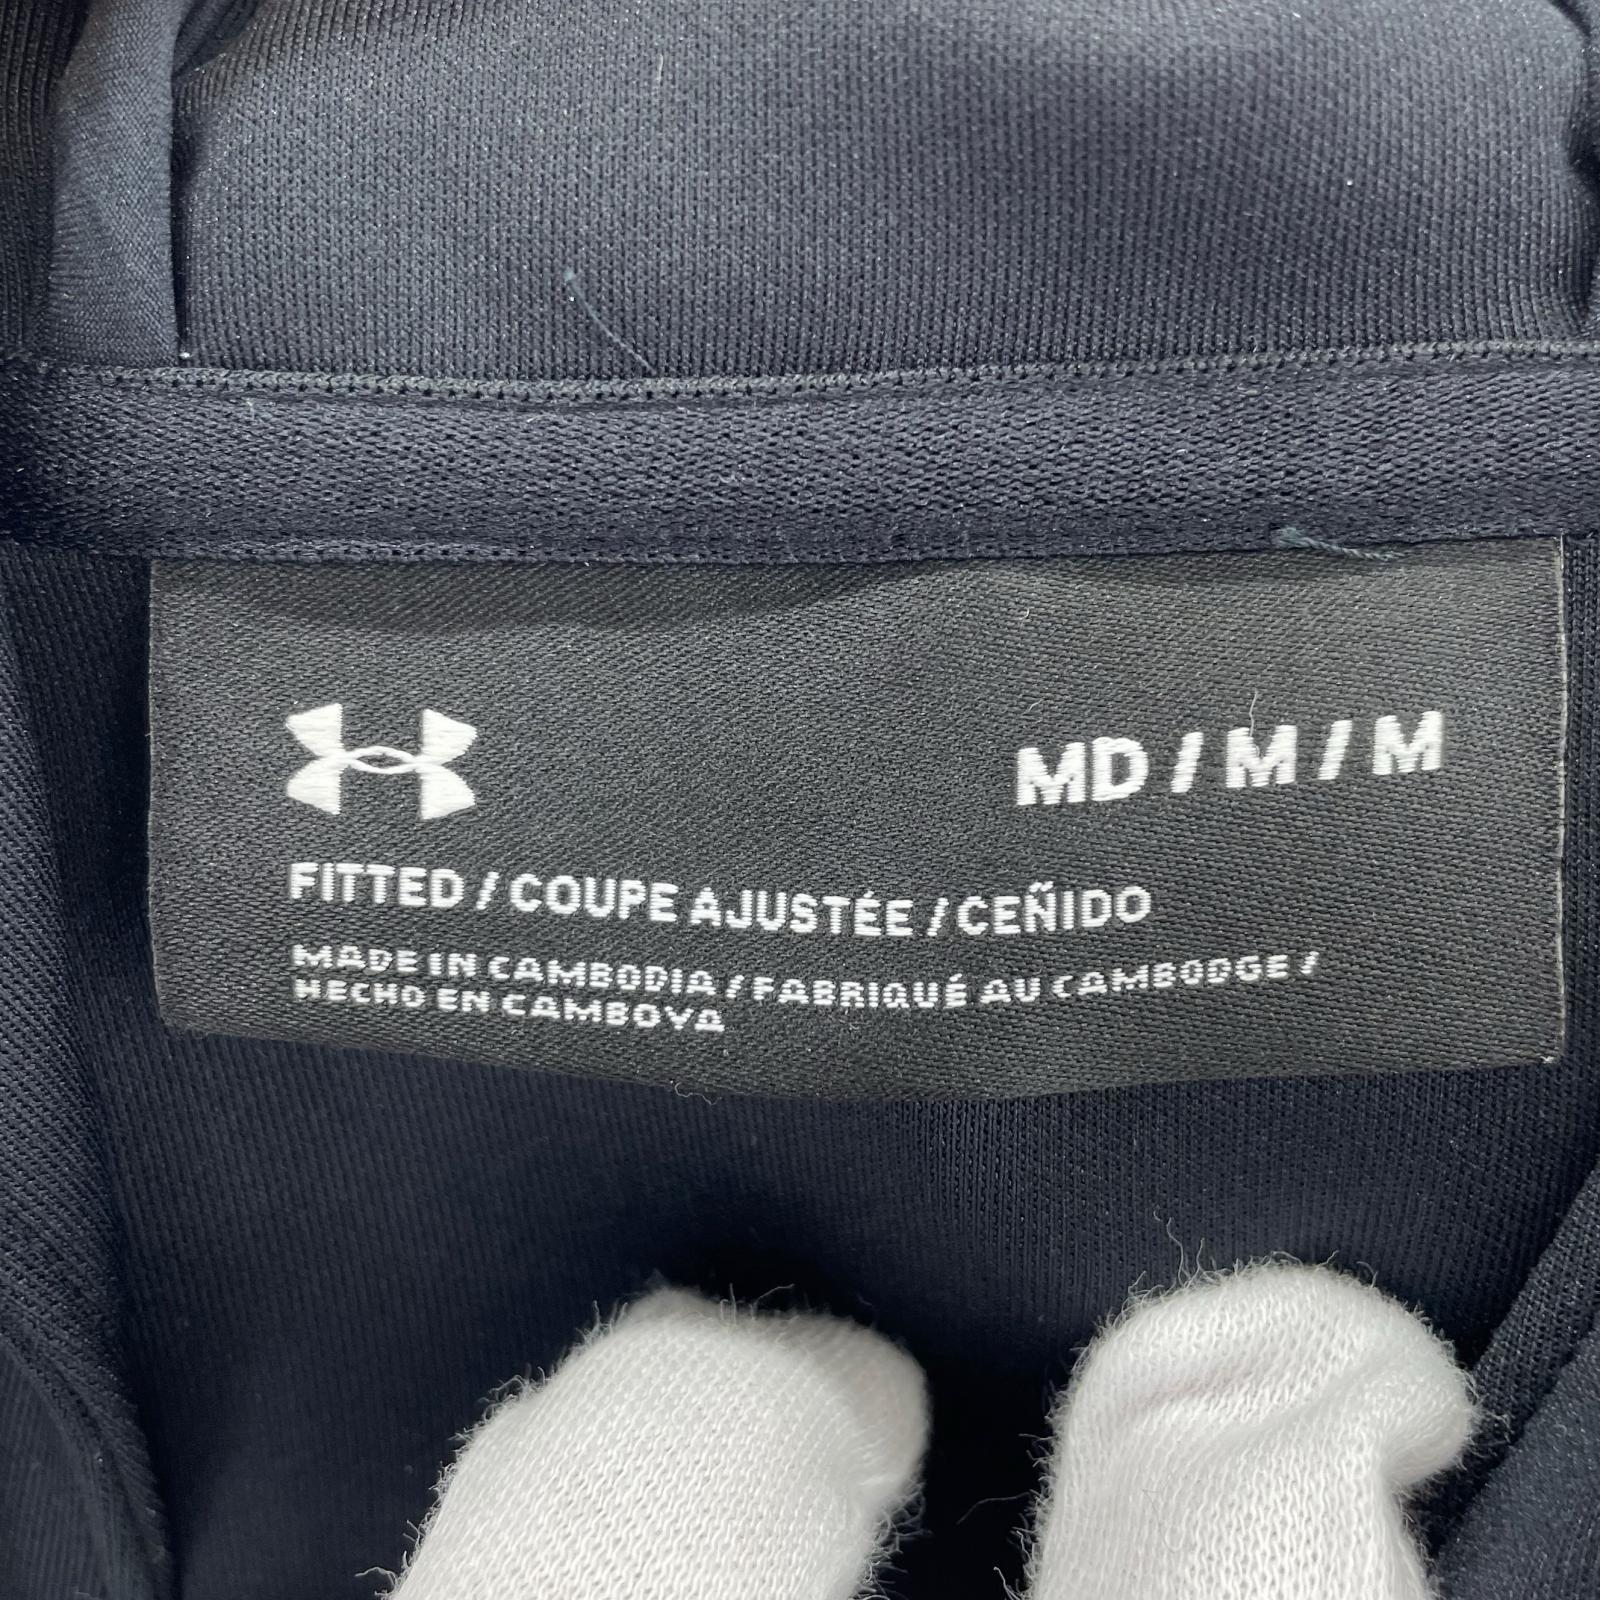 MD / M / M
FITTED / COUPE AJUSTÉE / CEÑIDO
MADE IN CAMBODIA / FABRIQUÉ AU CAMBODGE /
HECHO EN CAMBOYA